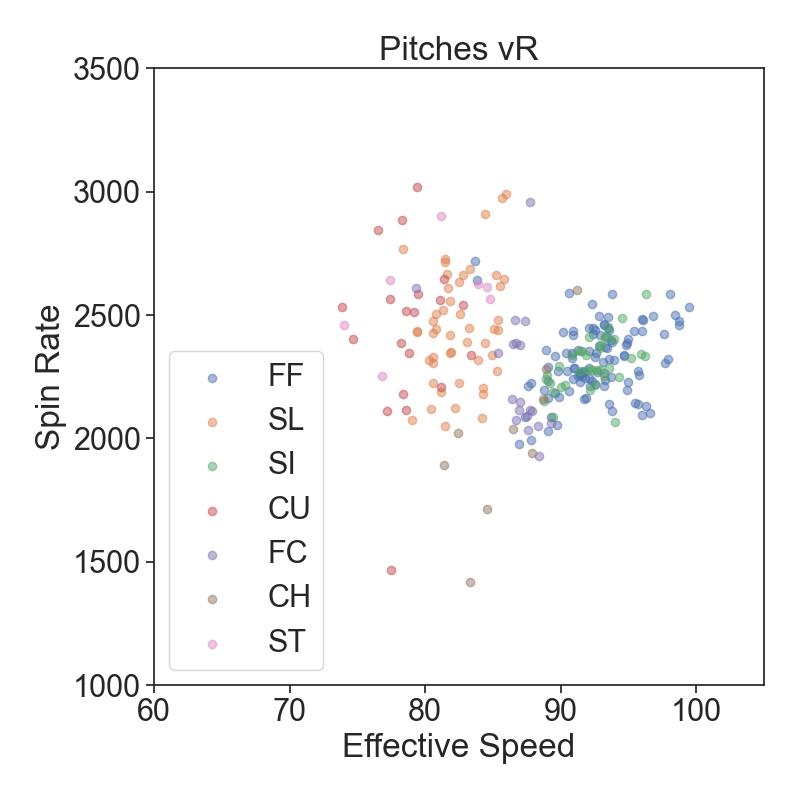 Pitches vR
3500
3000
2500
2000
1500
1000
Spin Rate
FF
SL
SI
CU
FC
CH
ST
60 70 80 90 100
Effective Speed